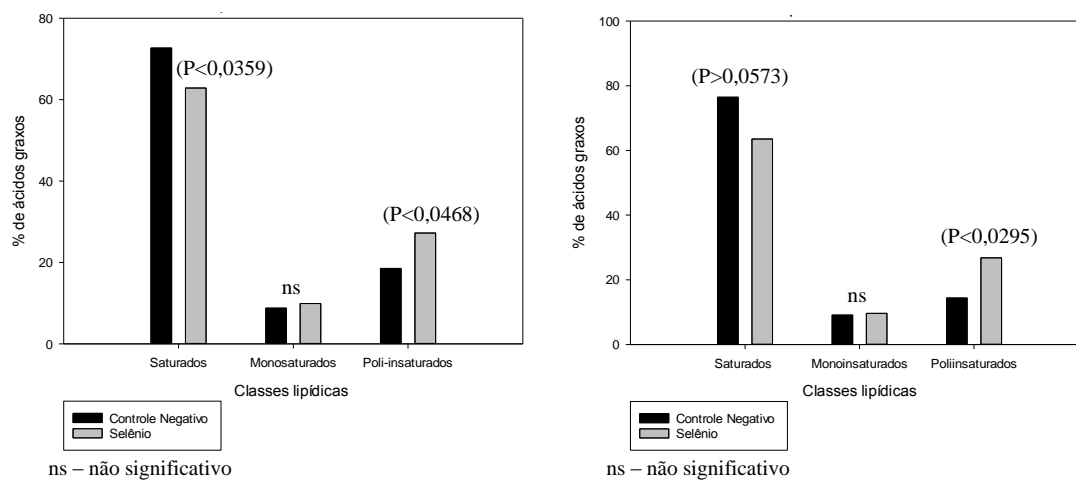 80
60
40
20
0
% de ácidos graxos
(P<0,0359)
ns
(P<0,0468)
Saturados
Monosaturados
Poli-insaturados
Classes lipídicas
Controle Negativo
Selênio
ns – não significativo
100
80
60
40
20
0
% de ácidos graxos
(P>0,0573)
ns
(P<0,0295)
Saturados
Monoinsaturados
Poliinsaturados
Classes lipídicas
Controle Negativo
Selênio
ns – não significativo